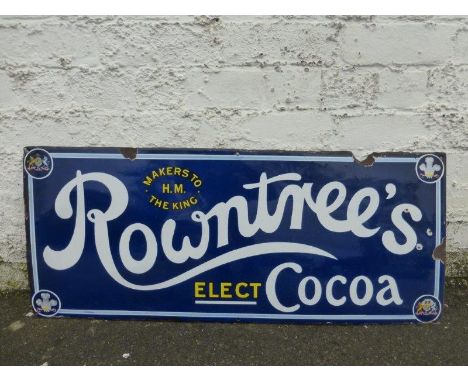 MAKERS TO
H.M.
THE KING
Rowntree's
ELECT Cocoa